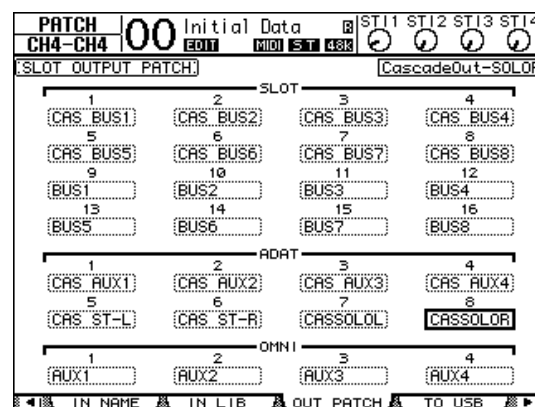 PATCH 00 Initial Data B ST11 ST12 ST13 ST14
CH4-CH4 EDIT MIDI ST 48k
SLOT OUTPUT PATCH CascadeOut-SOLOR
SLOT
1 2 3 4
CAS BUS1 CAS BUS2 CAS BUS3 CAS BUS4
5 6 7 8
CAS BUS5 CAS BUS6 CAS BUS7 CAS BUS8
9 10 11 12
BUS1 BUS2 BUS3 BUS4
13 14 15 16
BUS5 BUS6 BUS7 BUS8
ADAT
1 2 3 4
CAS AUX1 CAS AUX2 CAS AUX3 CAS AUX4
5 6 7 8
CAS ST-L CAS ST-R CASSOLOL CASSOLOR
OMNI
1 2 3 4
AUX1 AUX2 AUX3 AUX4
IN NAME IN LIB OUT PATCH TO USB